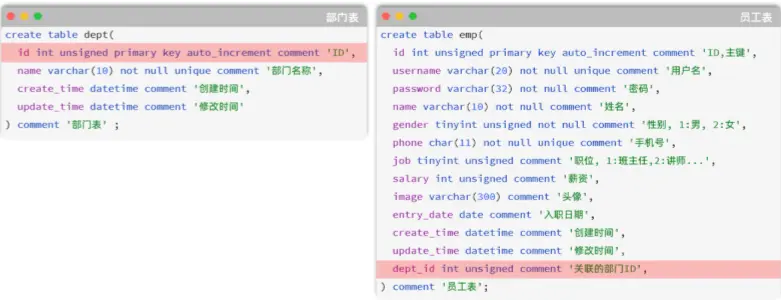 部门表
create table dept(
id int unsigned primary key auto_increment comment 'ID',
name varchar(10) not null unique comment '部门名称',
create_time datetime comment '创建时间',
update_time datetime comment '修改时间'
) comment '部门表' ;
员工表
create table emp(
id int unsigned primary key auto_increment comment 'ID,主键',
username varchar(20) not null unique comment '用户名',
password varchar(32) not null comment '密码',
name varchar(10) not null comment '姓名',
gender tinyint unsigned not null comment '性别, 1:男, 2:女',
phone char(11) not null unique comment '手机号',
job tinyint unsigned comment '职位, 1:班主任,2:讲师...',
salary int unsigned comment '薪资',
image varchar(300) comment '头像',
entry_date date comment '入职日期',
create_time datetime comment '创建时间',
update_time datetime comment '修改时间',
dept_id int unsigned comment '关联的部门ID',
) comment '员工表';